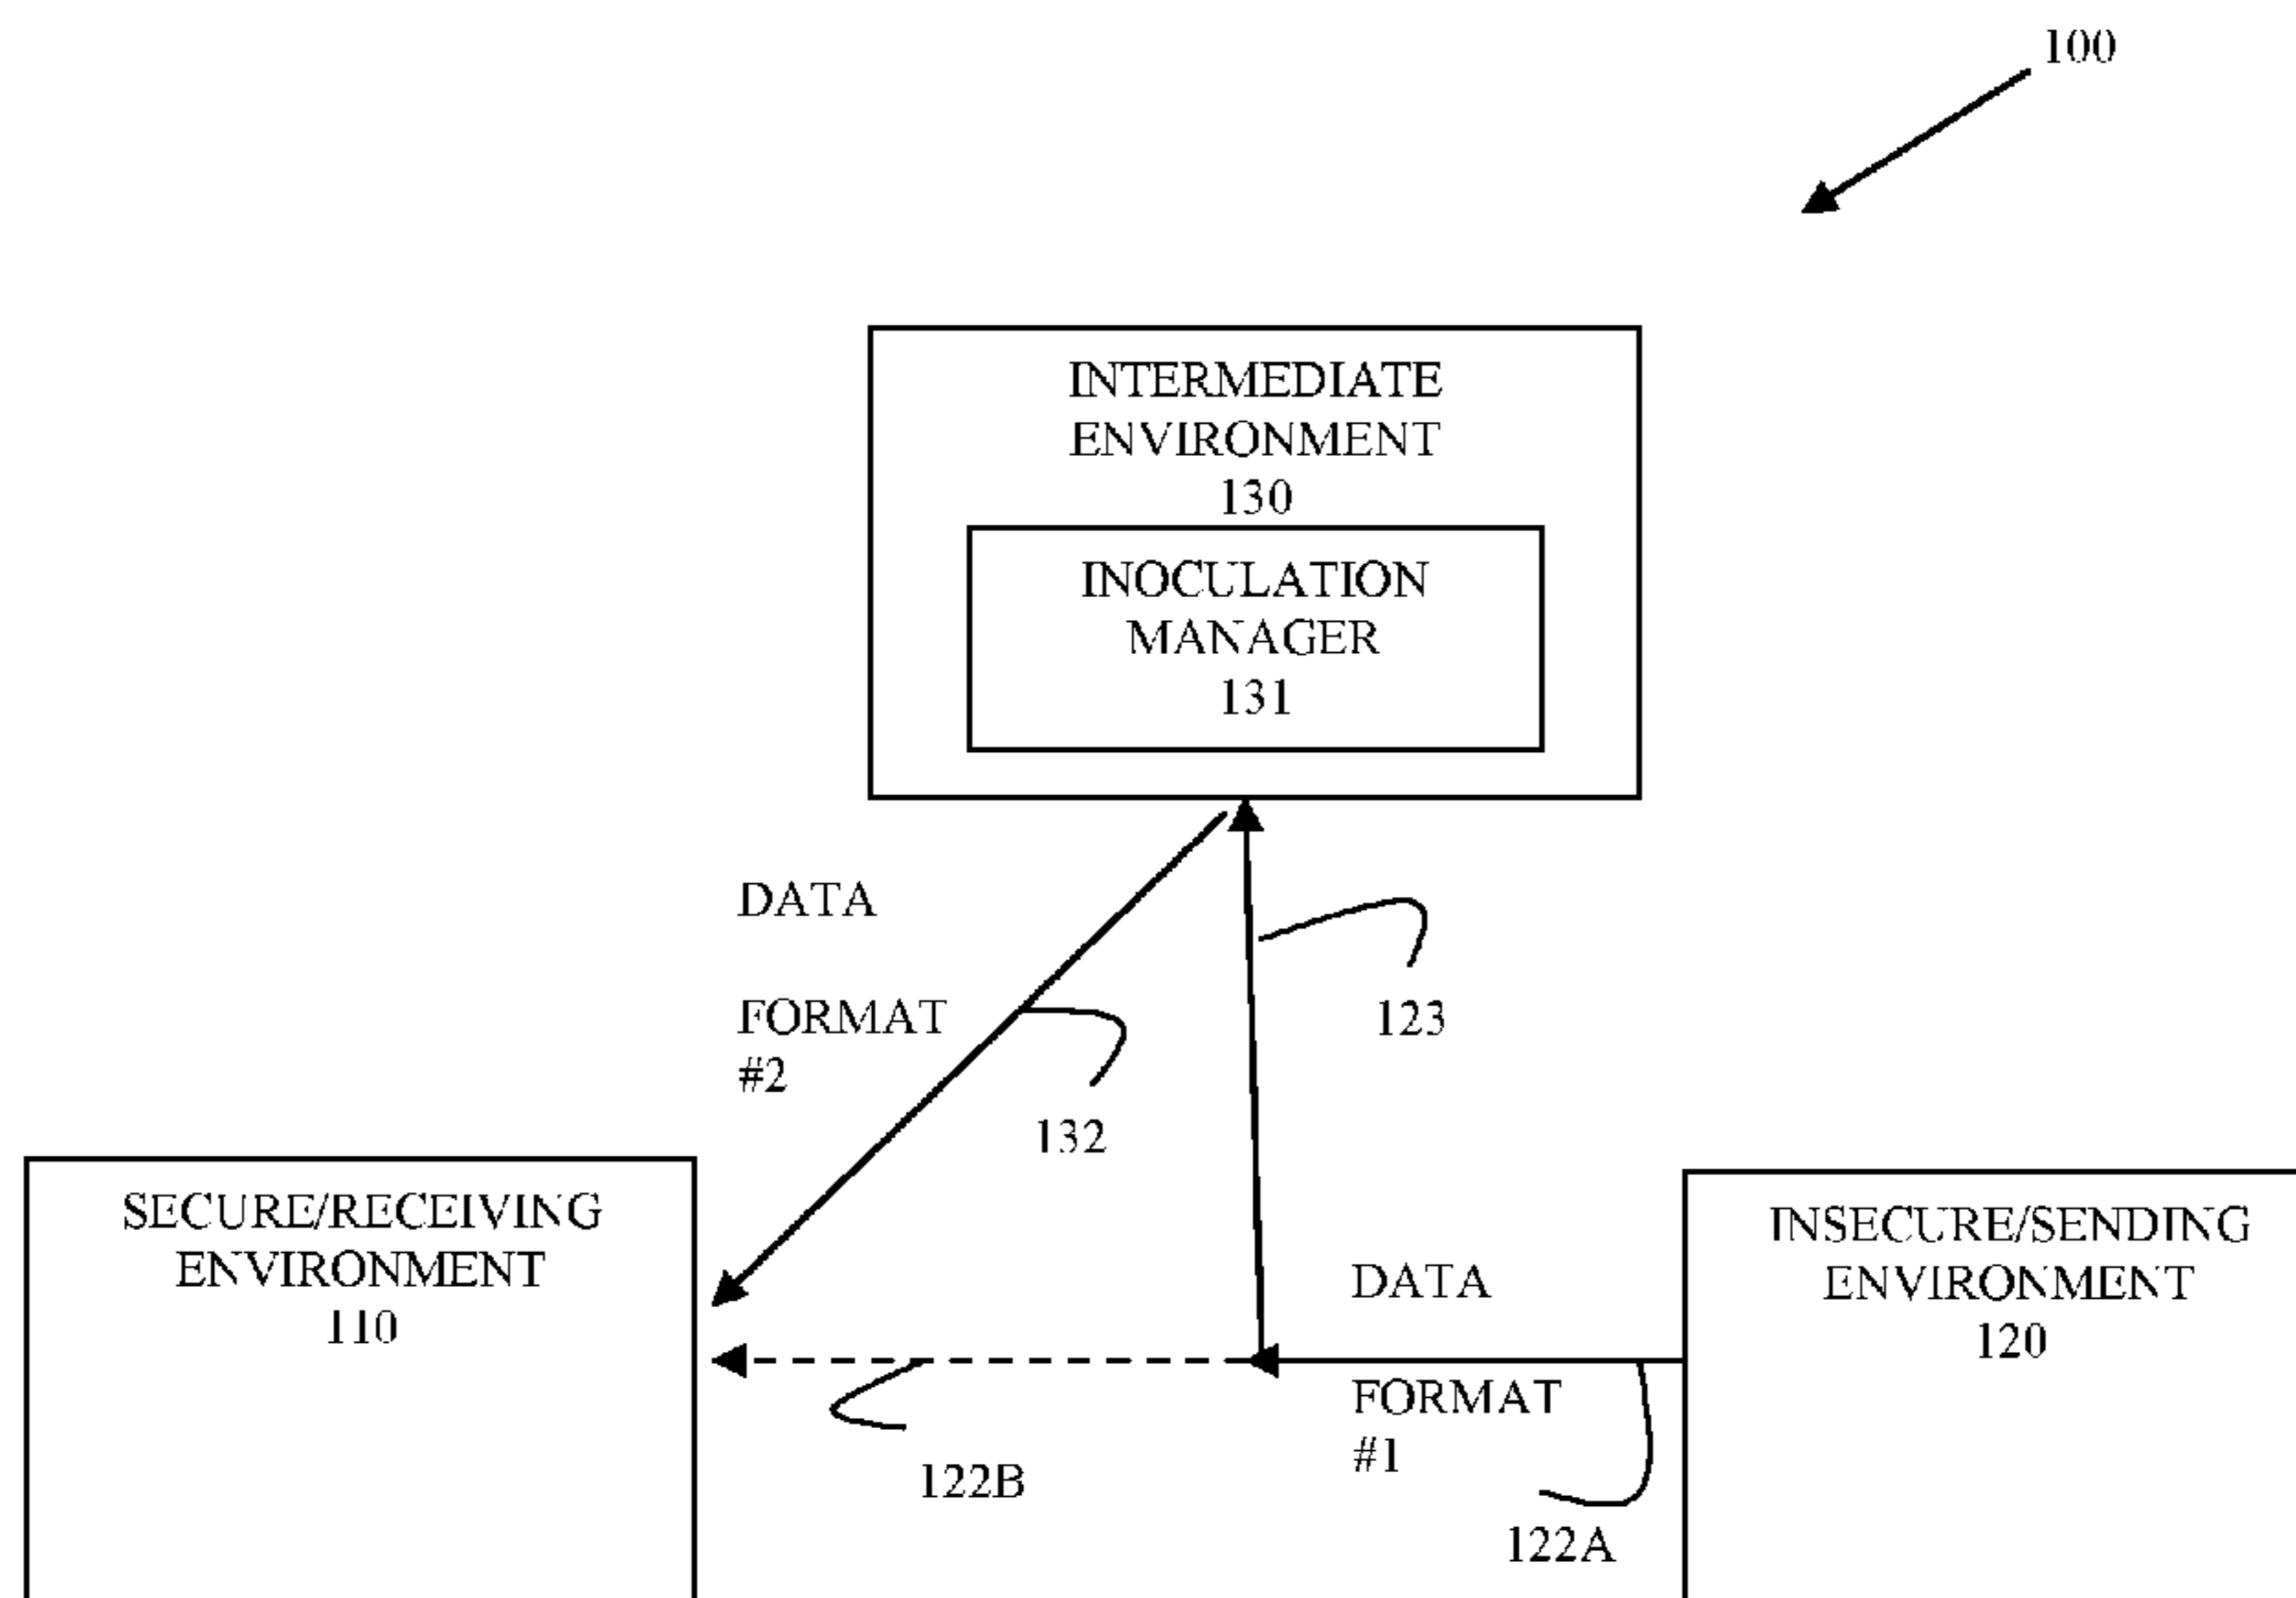 100
INTERMEDIATE
ENVIRONMENT
130
INOCULATION
MANAGER
131
DATA
FORMAT
#2
132
123
SECURE/RECEIVING
ENVIRONMENT
110
122B
DATA
FORMAT
#1
122A
INSECURE/SENDING
ENVIRONMENT
120